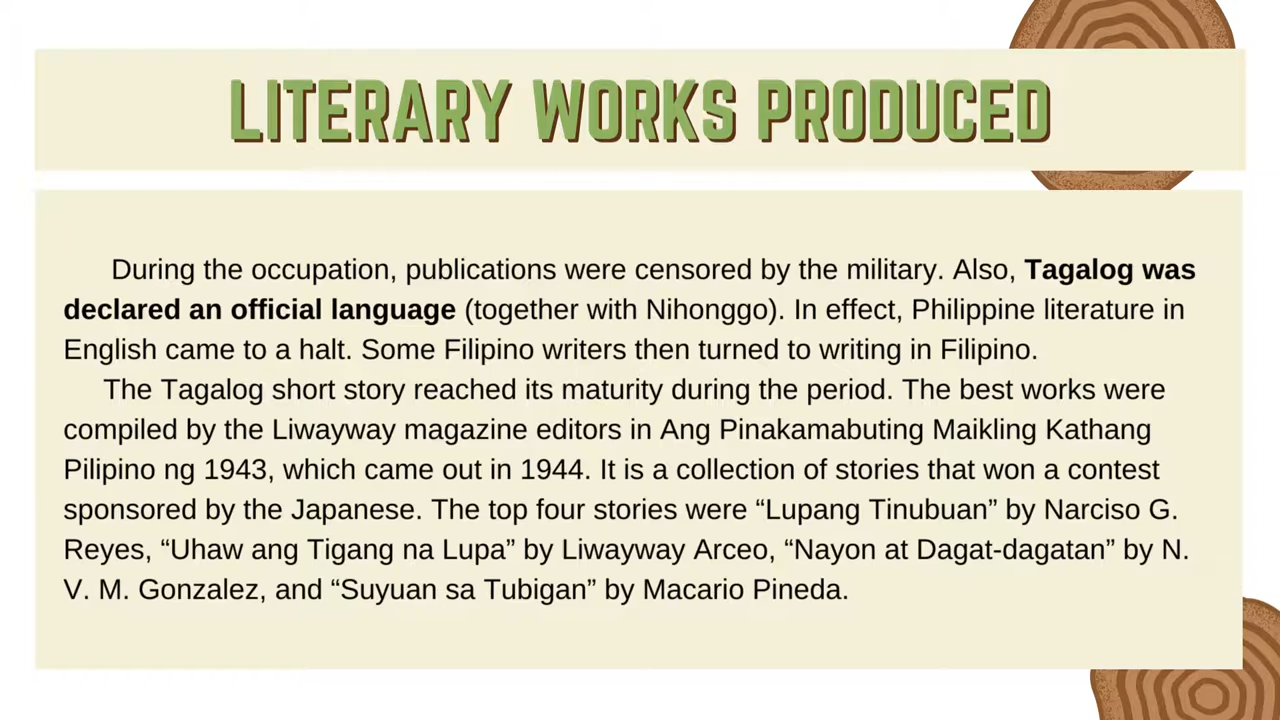 LITERARY WORKS PRODUCED
During the occupation, publications were censored by the military. Also, Tagalog was
declared an official language (together with Nihonggo). In effect, Philippine literature in
English came to a halt. Some Filipino writers then turned to writing in Filipino.
The Tagalog short story reached its maturity during the period. The best works were
compiled by the Liwayway magazine editors in Ang Pinakamabuting Maikling Kathang
Pilipino ng 1943, which came out in 1944. It is a collection of stories that won a contest
sponsored by the Japanese. The top four stories were “Lupang Tinubuan” by Narciso G.
Reyes, “Uhaw ang Tigang na Lupa” by Liwayway Arceo, “Nayon at Dagat-dagatan” by N.
V. M. Gonzalez, and “Suyuan sa Tubigan” by Macario Pineda.